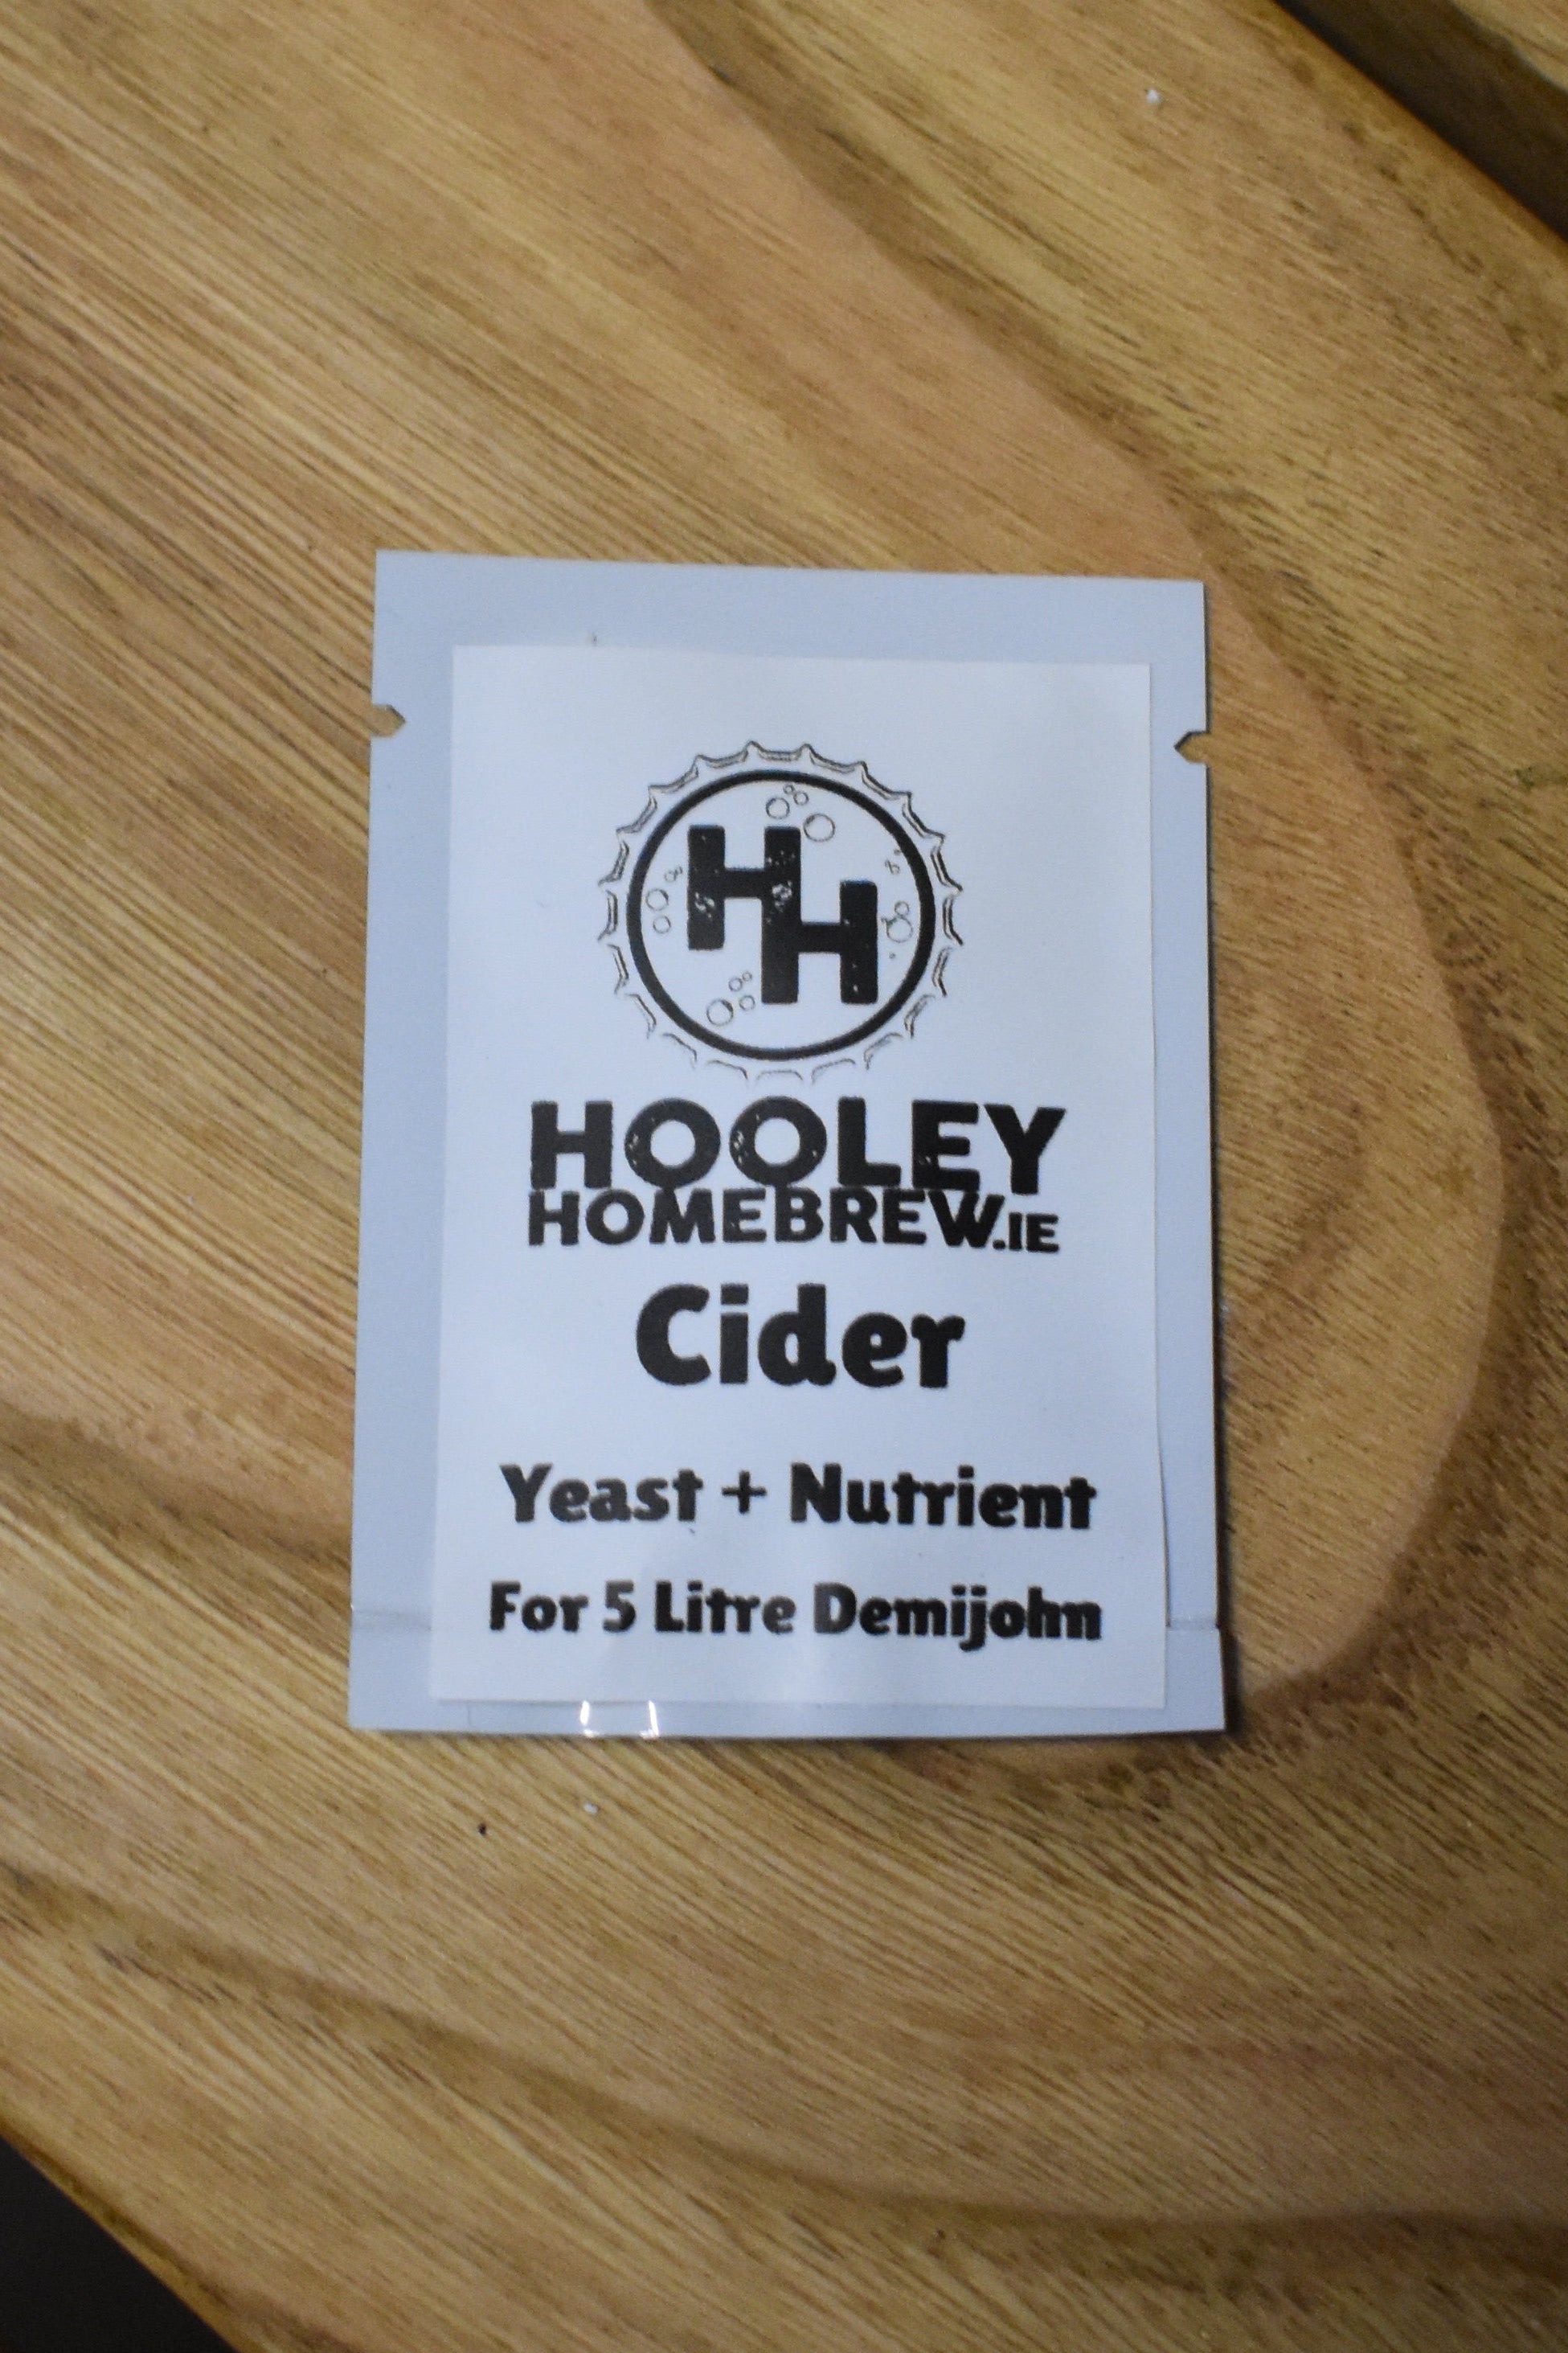 HH
HOOLEY
HOMEBREW.IE
Cider
Yeast + Nutrient
For 5 Litre Demijohn